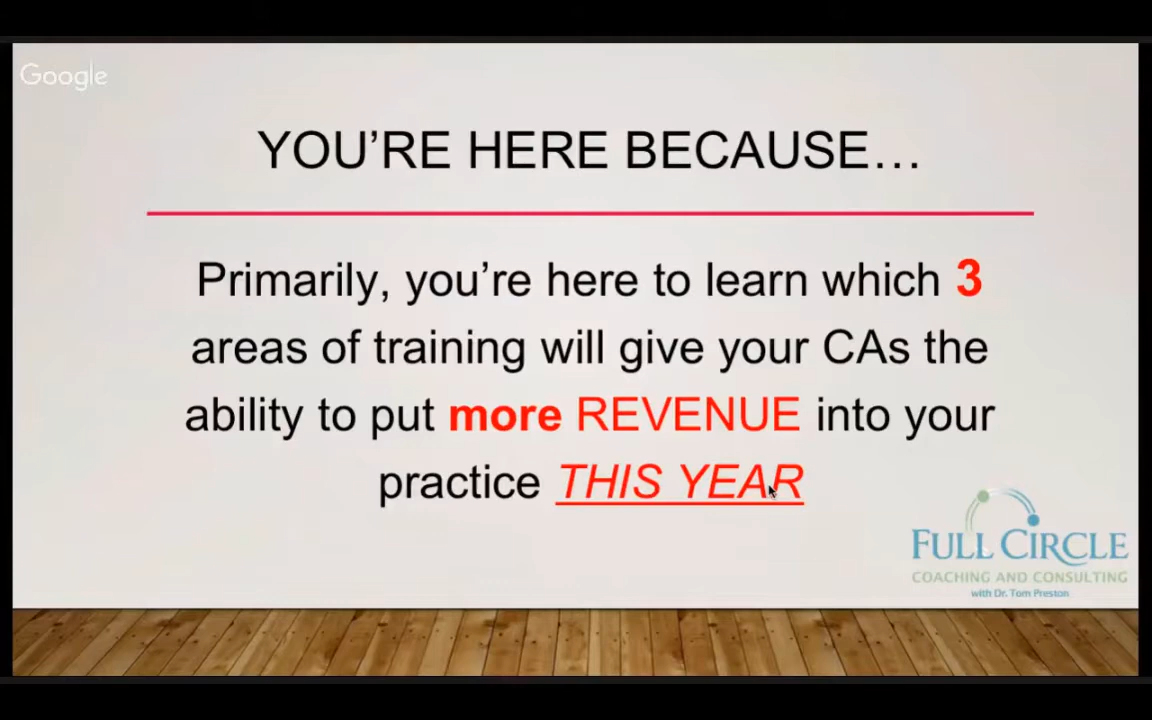 Google
YOU'RE HERE BECAUSE...
Primarily, you're here to learn which 3
areas of training will give your CAs the
ability to put more REVENUE into your
practice THIS YEAR
FULL CIRCLE
COACHING AND CONSULTING
with Dr. Tom Preston